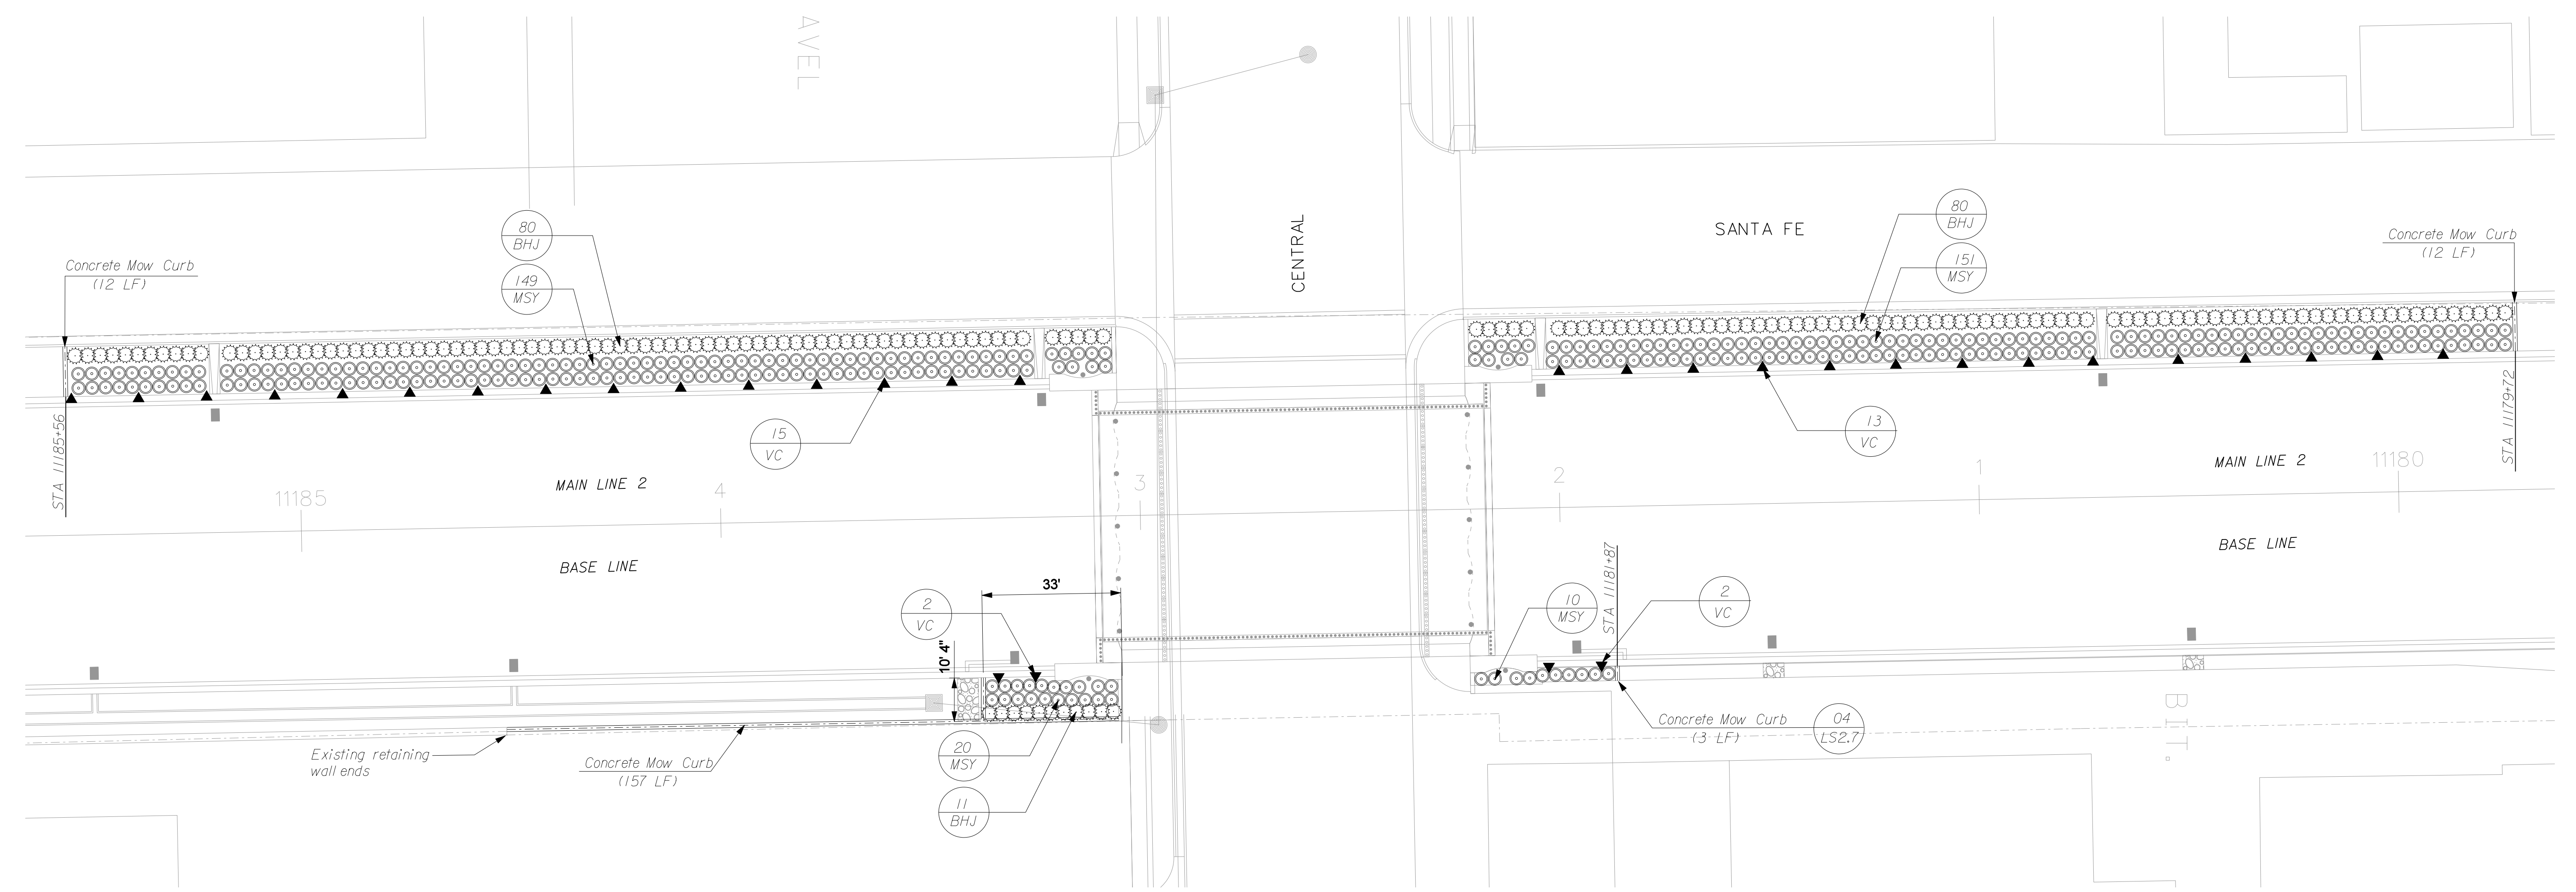 AVEL
80
BHJ
149
MSY
Concrete Mow Curb
(12 LF)
CENTRAL
SANTA FE
80
BHJ
151
MSY
Concrete Mow Curb
(12 LF)
STA 11185+56
15
VC
13
VC
STA 11179+72
11185
MAIN LINE 2
4
3
2
1
MAIN LINE 2
11180
BASE LINE
BASE LINE
33'
10' 4"
2
VC
10
MSY
STA 11181+87
2
VC
Existing retaining
wall ends
Concrete Mow Curb
(157 LF)
20
MSY
11
BHJ
Concrete Mow Curb
(3 LF)
04
LS2.7
BIT.